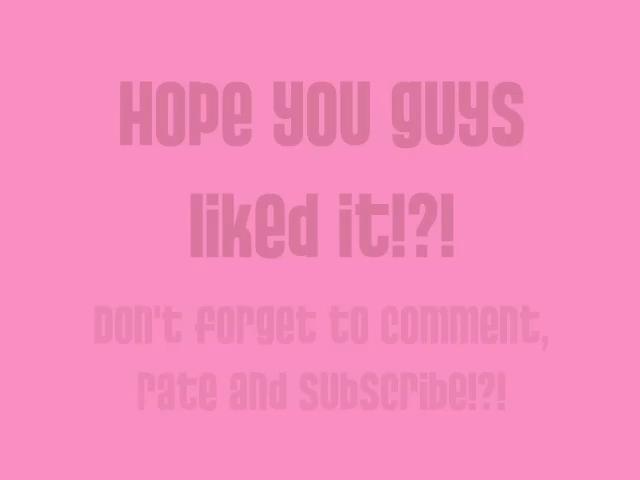 Hope you guys
liked it!?!
Don't forget to comment,
rate and subscribe!?!